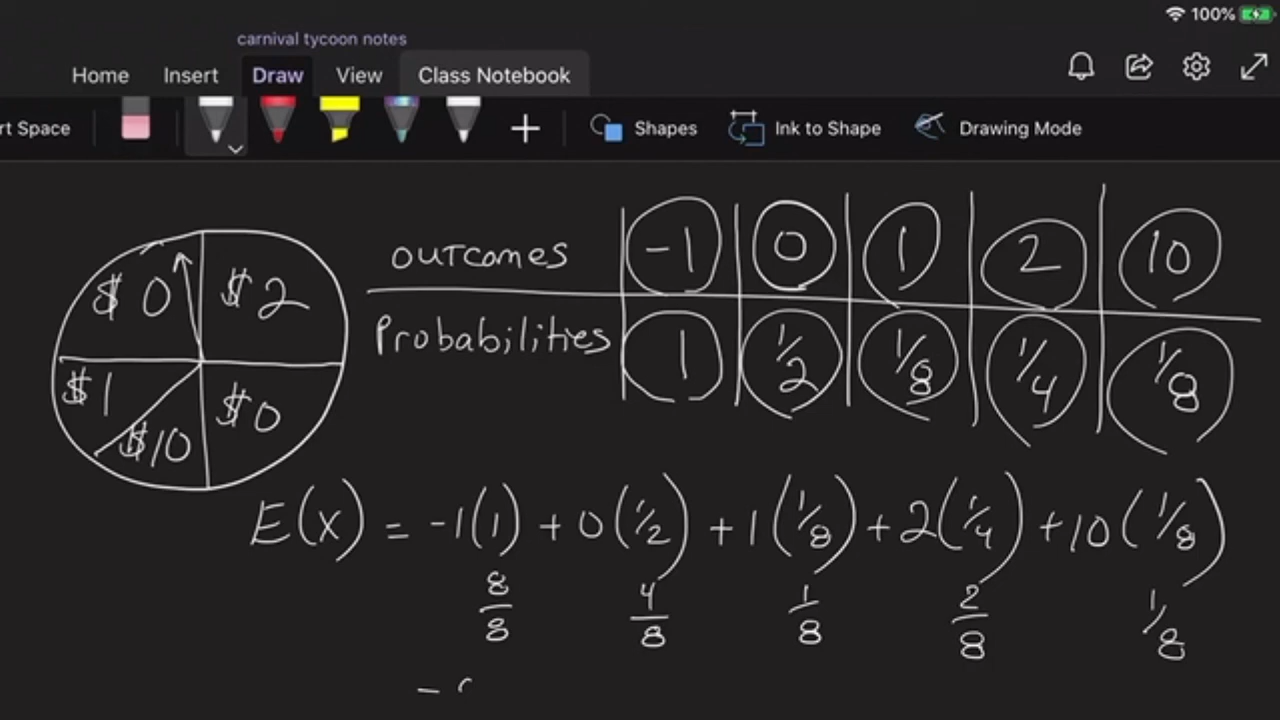 100%
carnival tycoon notes
Home Insert Draw View Class Notebook
rt Space Shapes Ink to Shape Drawing Mode
$0 $2
$1 $10 $0
outcomes -1 0 1 2 10
Probabilities 1 1/2 1/8 1/4 1/8
E(x) = -1(1) + 0(1/2) + 1(1/8) + 2(1/4) + 10(1/8)
8/8 4/8 1/8 2/8 1/8
-